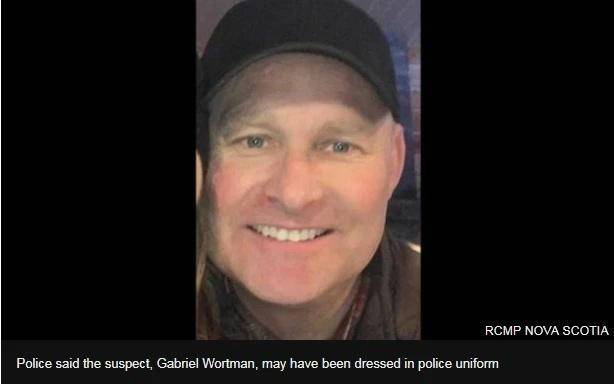 RCMP NOVA SCOTIA
Police said the suspect, Gabriel Wortman, may have been dressed in police uniform